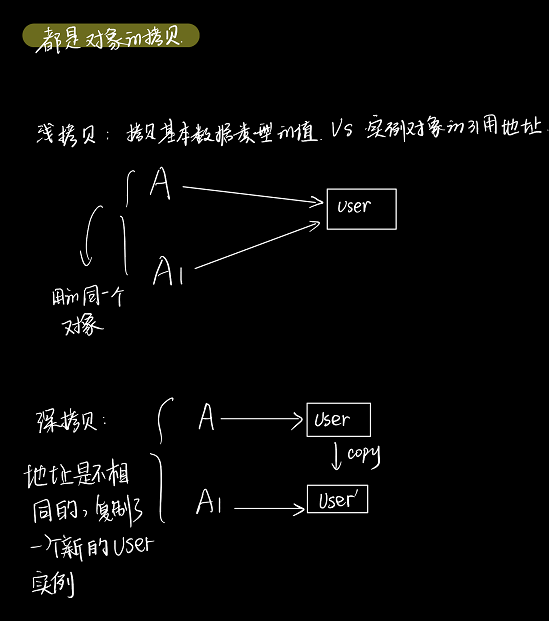 都是对象的拷贝.
浅拷贝: 拷贝基本数据类型的值. Vs 实例对象的引用地址.
A
user
A1
用的同一个
对象
深拷贝:
A
user
copy
地址是不相
同的, 复制了
一个新的user
实例
A1
user'